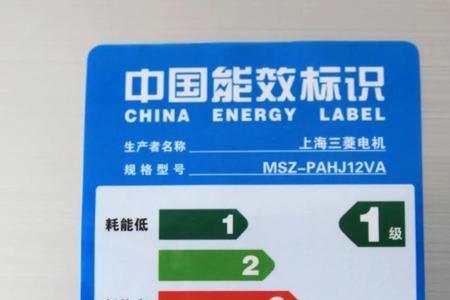 中国能效标识
CHINA ENERGY LABEL
生产者名称 上海三菱电机
规格型号 MSZ-PAHJ12VA
耗能低 1 1级
2